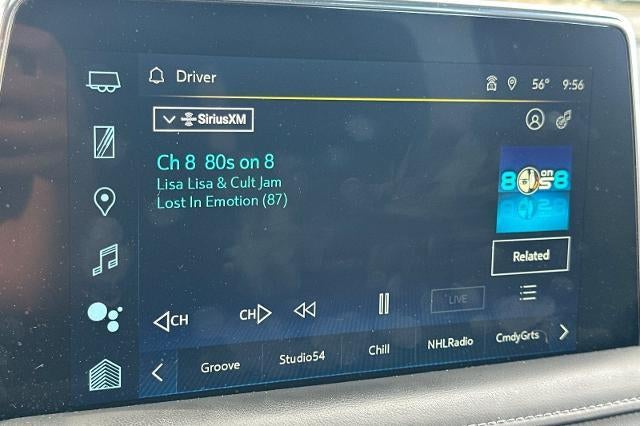 Driver
56° 9:56
SiriusXM
Ch 8 80s on 8
Lisa Lisa & Cult Jam
Lost In Emotion (87)
80s on 8
Related
CH CH LIVE
Groove Studio54 Chill NHLRadio CmdyGrts